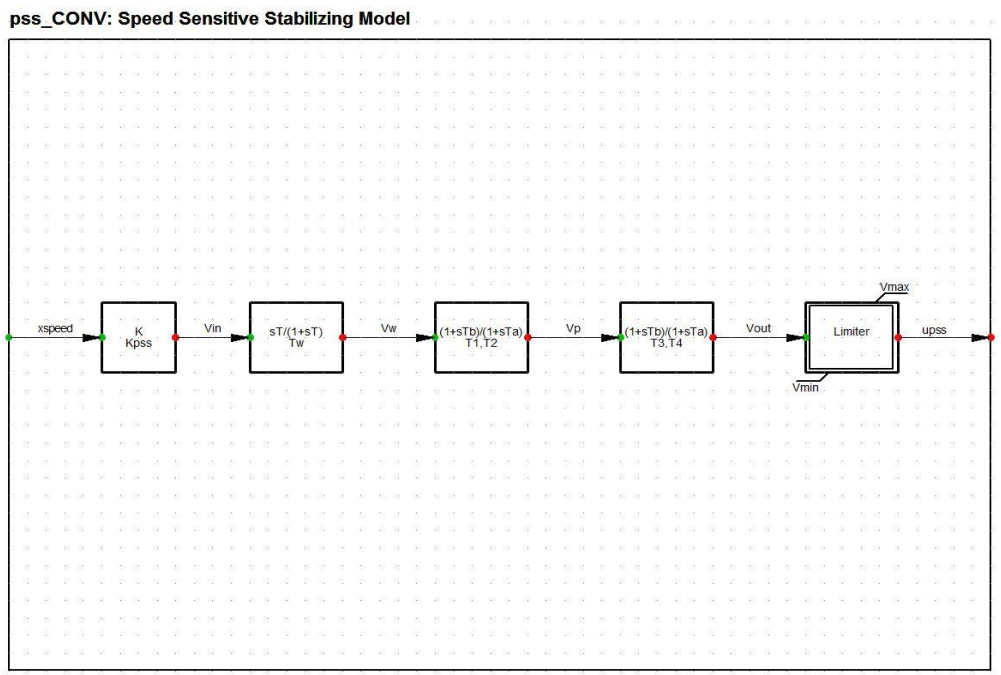 pss_CONV: Speed Sensitive Stabilizing Model
Vmax
xspeed
K
Kpss
Vin
sT/(1+sT)
Tw
Vw
(1+sTb)/(1+sTa)
T1,T2
Vp
(1+sTb)/(1+sTa)
T3,T4
Vout
Limiter
upss
Vmin